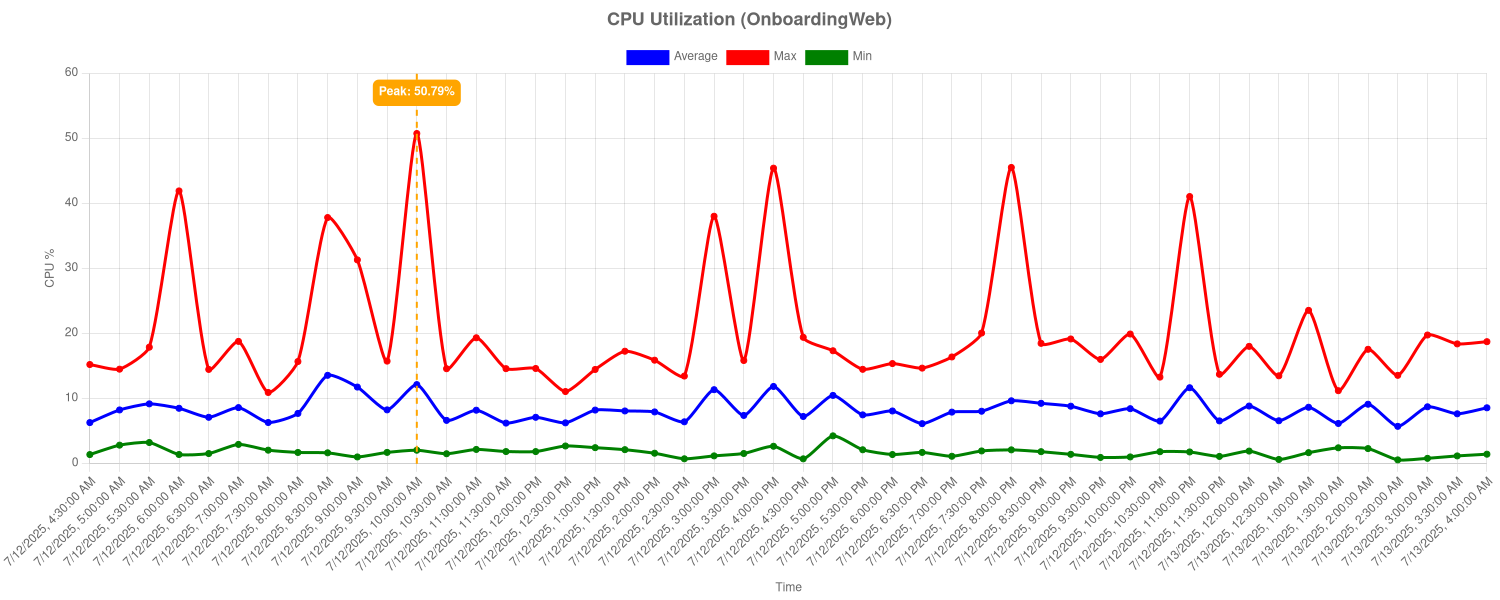 CPU Utilization (OnboardingWeb)
Average Max Min
Peak: 50.79%
CPU %
60
50
40
30
20
10
0
7/12/2025, 4:30:00 AM
7/12/2025, 5:00:00 AM
7/12/2025, 5:30:00 AM
7/12/2025, 6:00:00 AM
7/12/2025, 6:30:00 AM
7/12/2025, 7:00:00 AM
7/12/2025, 7:30:00 AM
7/12/2025, 8:00:00 AM
7/12/2025, 8:30:00 AM
7/12/2025, 9:00:00 AM
7/12/2025, 9:30:00 AM
7/12/2025, 10:00:00 AM
7/12/2025, 10:30:00 AM
7/12/2025, 11:00:00 AM
7/12/2025, 11:30:00 AM
7/12/2025, 12:00:00 PM
7/12/2025, 12:30:00 PM
7/12/2025, 1:00:00 PM
7/12/2025, 1:30:00 PM
7/12/2025, 2:00:00 PM
7/12/2025, 2:30:00 PM
7/12/2025, 3:00:00 PM
7/12/2025, 3:30:00 PM
7/12/2025, 4:00:00 PM
7/12/2025, 4:30:00 PM
7/12/2025, 5:00:00 PM
7/12/2025, 5:30:00 PM
7/12/2025, 6:00:00 PM
7/12/2025, 6:30:00 PM
7/12/2025, 7:00:00 PM
7/12/2025, 7:30:00 PM
7/12/2025, 8:00:00 PM
7/12/2025, 8:30:00 PM
7/12/2025, 9:00:00 PM
7/12/2025, 9:30:00 PM
7/12/2025, 10:00:00 PM
7/12/2025, 10:30:00 PM
7/12/2025, 11:00:00 PM
7/12/2025, 11:30:00 PM
7/13/2025, 12:00:00 AM
7/13/2025, 12:30:00 AM
7/13/2025, 1:00:00 AM
7/13/2025, 1:30:00 AM
7/13/2025, 2:00:00 AM
7/13/2025, 2:30:00 AM
7/13/2025, 3:00:00 AM
7/13/2025, 3:30:00 AM
7/13/2025, 4:00:00 AM
Time